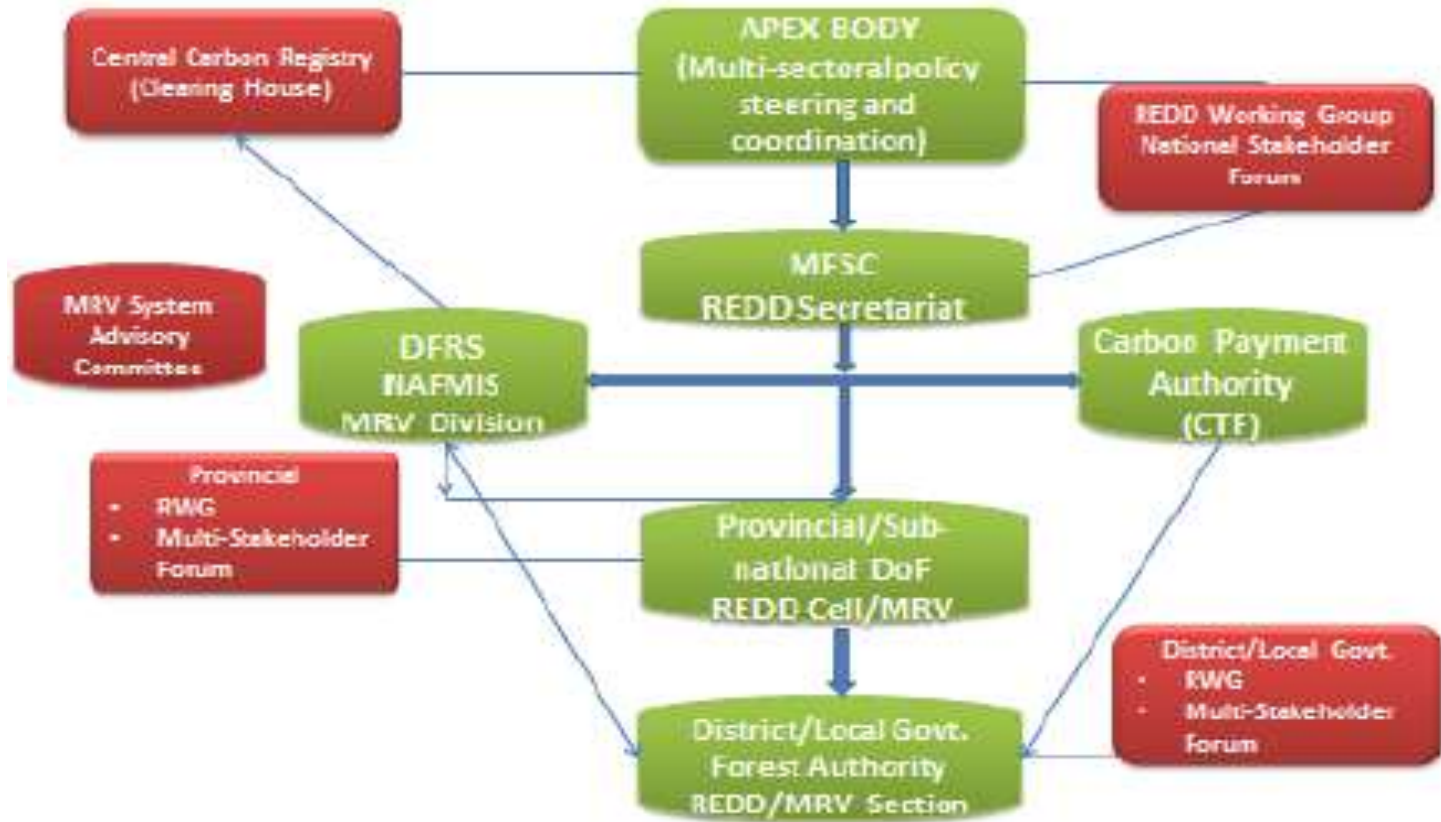 Central Carbon Registry
(Clearing House)
APEX BODY
(Multi-sectoral policy
steering and
coordination)
REDD Working Group
National Stakeholder
Forum
MFSC
REDD Secretariat
MRV System
Advisory
Committee
DFRS
NAFMIS
MRV Division
Carbon Payment
Authority
(CTF)
Provincial
• RWG
• Multi-Stakeholder
Forum
Provincial/Sub-
national DoF
REDD Cell/MRV
District/Local Govt.
• RWG
• Multi-Stakeholder
Forum
District/Local Govt.
Forest Authority
REDD/MRV Section